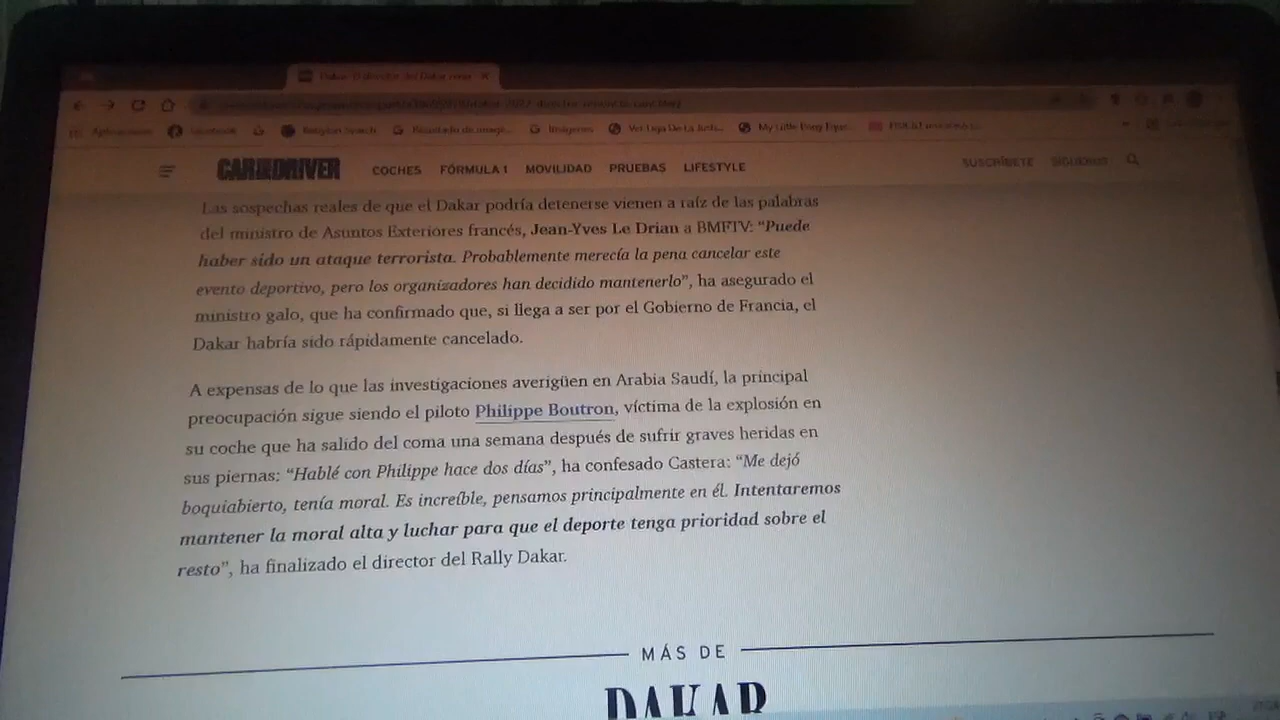 CAR AND DRIVER COCHES FÓRMULA 1 MOVILIDAD PRUEBAS LIFESTYLE SUSCRÍBETE SÍGUENOS
Las sospechas reales de que el Dakar podría detenerse vienen a raíz de las palabras
del ministro de Asuntos Exteriores francés, Jean-Yves Le Drian a BMFTV: “Puede
haber sido un ataque terrorista. Probablemente merecía la pena cancelar este
evento deportivo, pero los organizadores han decidido mantenerlo”, ha asegurado el
ministro galo, que ha confirmado que, si llega a ser por el Gobierno de Francia, el
Dakar habría sido rápidamente cancelado.
A expensas de lo que las investigaciones averigüen en Arabia Saudí, la principal
preocupación sigue siendo el piloto Philippe Boutron, víctima de la explosión en
su coche que ha salido del coma una semana después de sufrir graves heridas en
sus piernas: “Hablé con Philippe hace dos días”, ha confesado Castera: “Me dejó
boquiabierto, tenía moral. Es increíble, pensamos principalmente en él. Intentaremos
mantener la moral alta y luchar para que el deporte tenga prioridad sobre el
resto”, ha finalizado el director del Rally Dakar.
MÁS DE
DAKAR